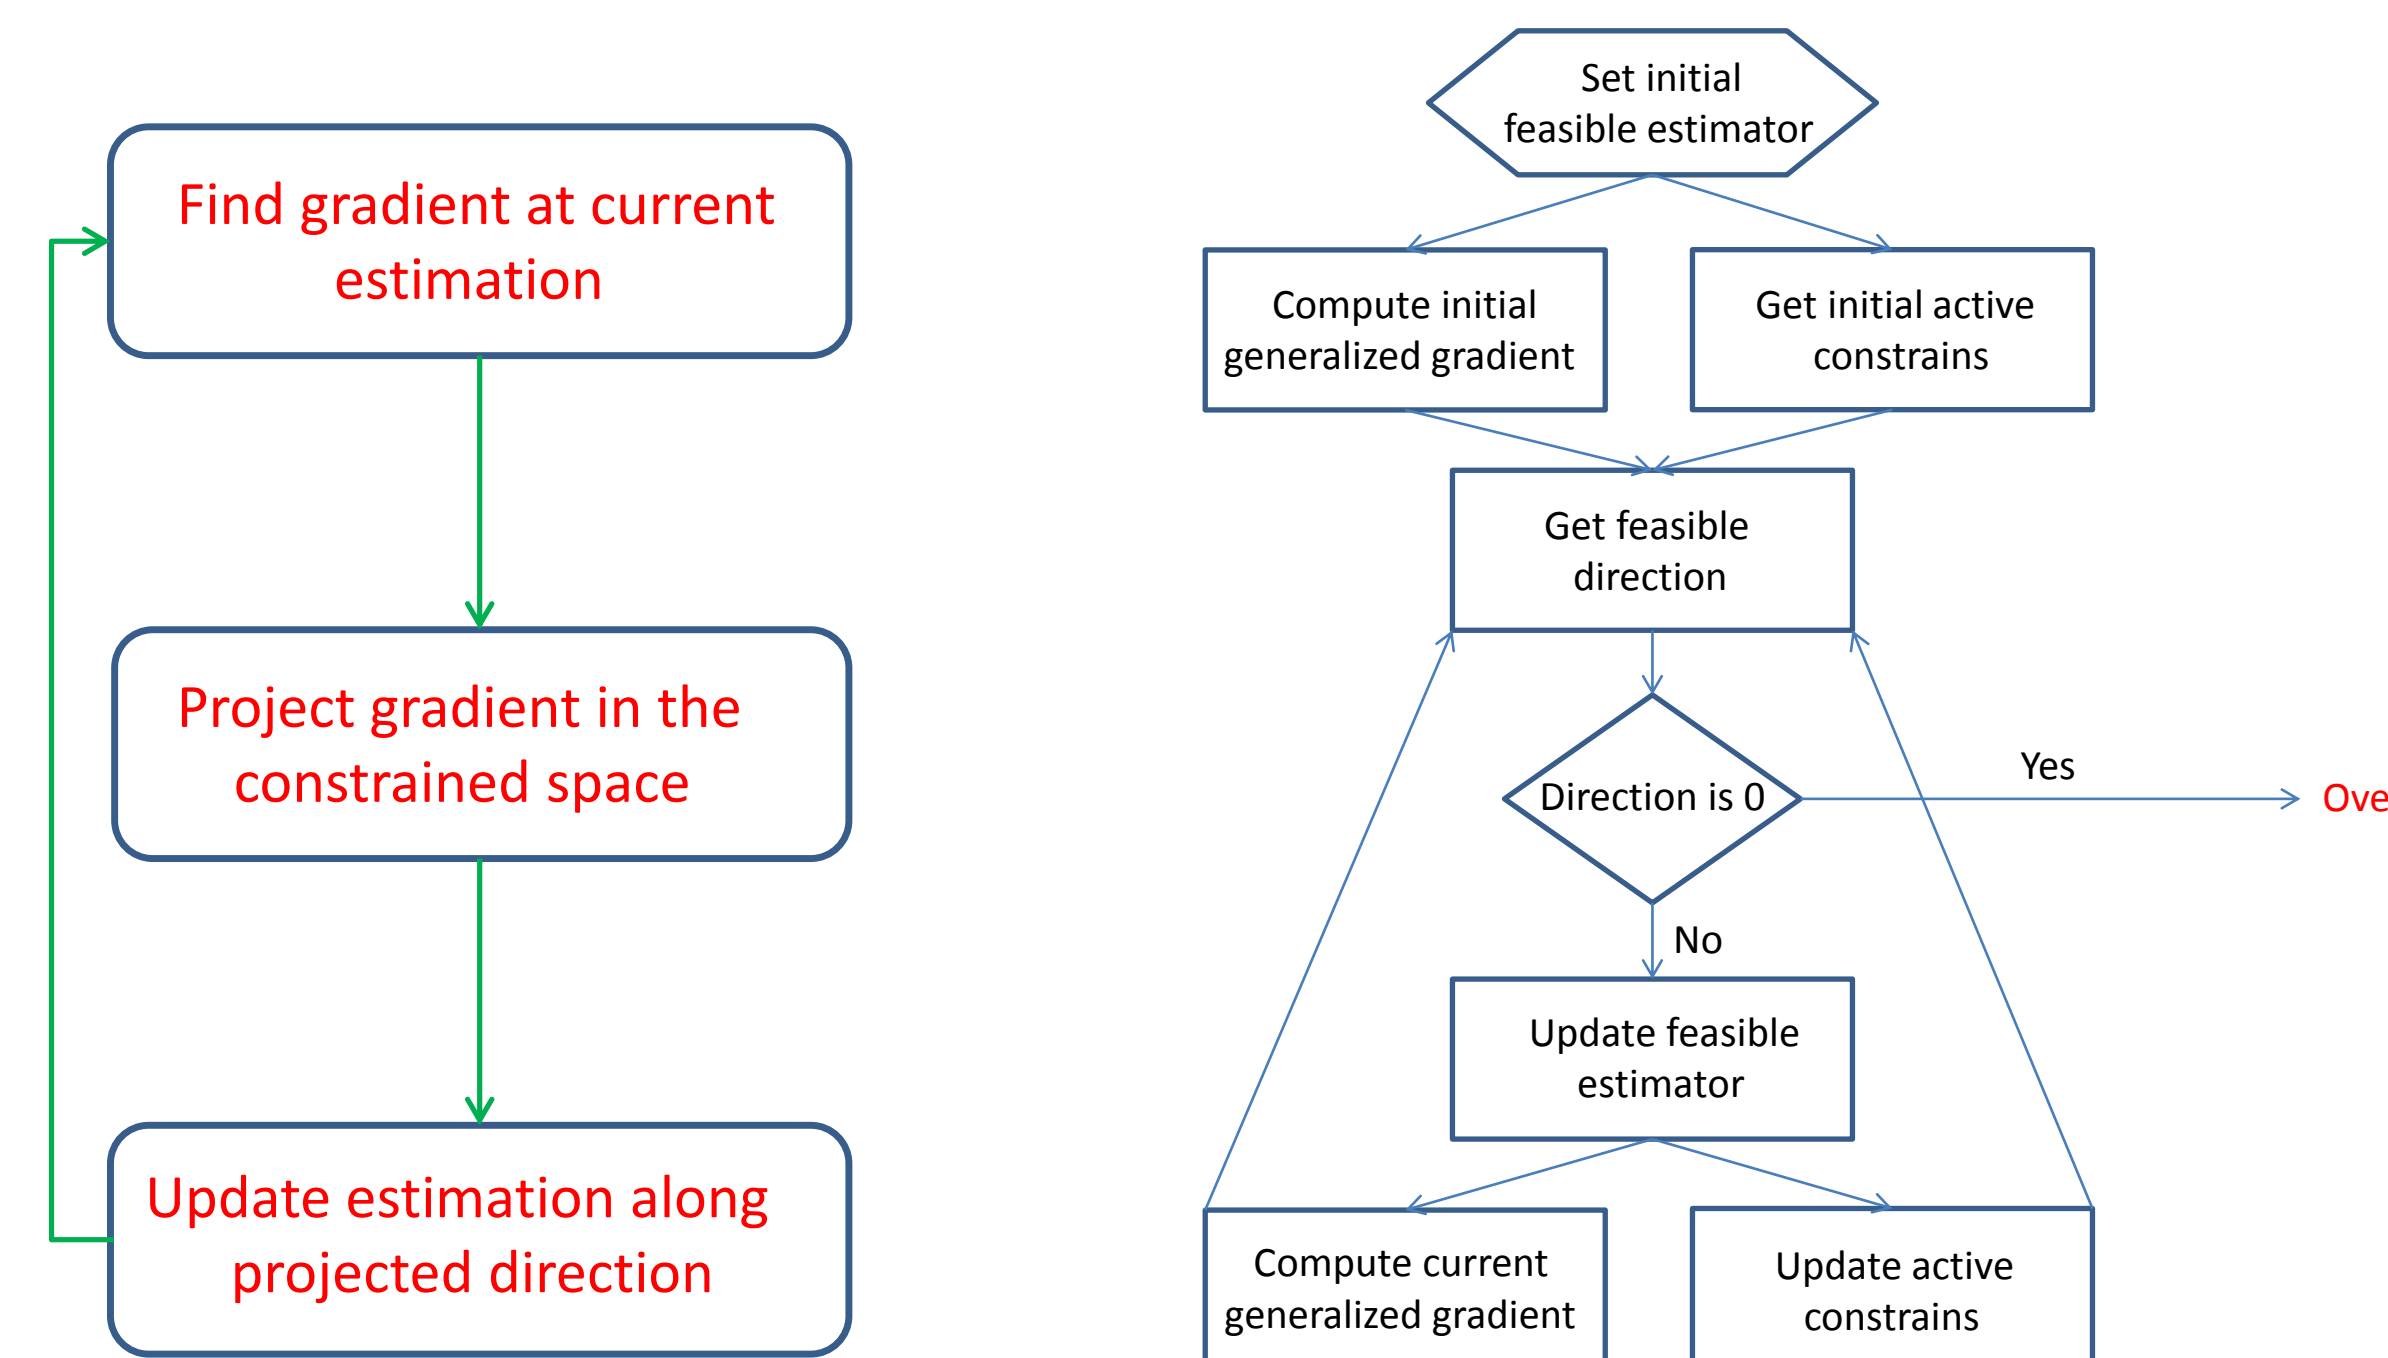 Find gradient at current
estimation
Project gradient in the
constrained space
Update estimation along
projected direction
Set initial
feasible estimator
Compute initial
generalized gradient
Get initial active
constrains
Get feasible
direction
Direction is 0
Yes
Ove
No
Update feasible
estimator
Compute current
generalized gradient
Update active
constrains